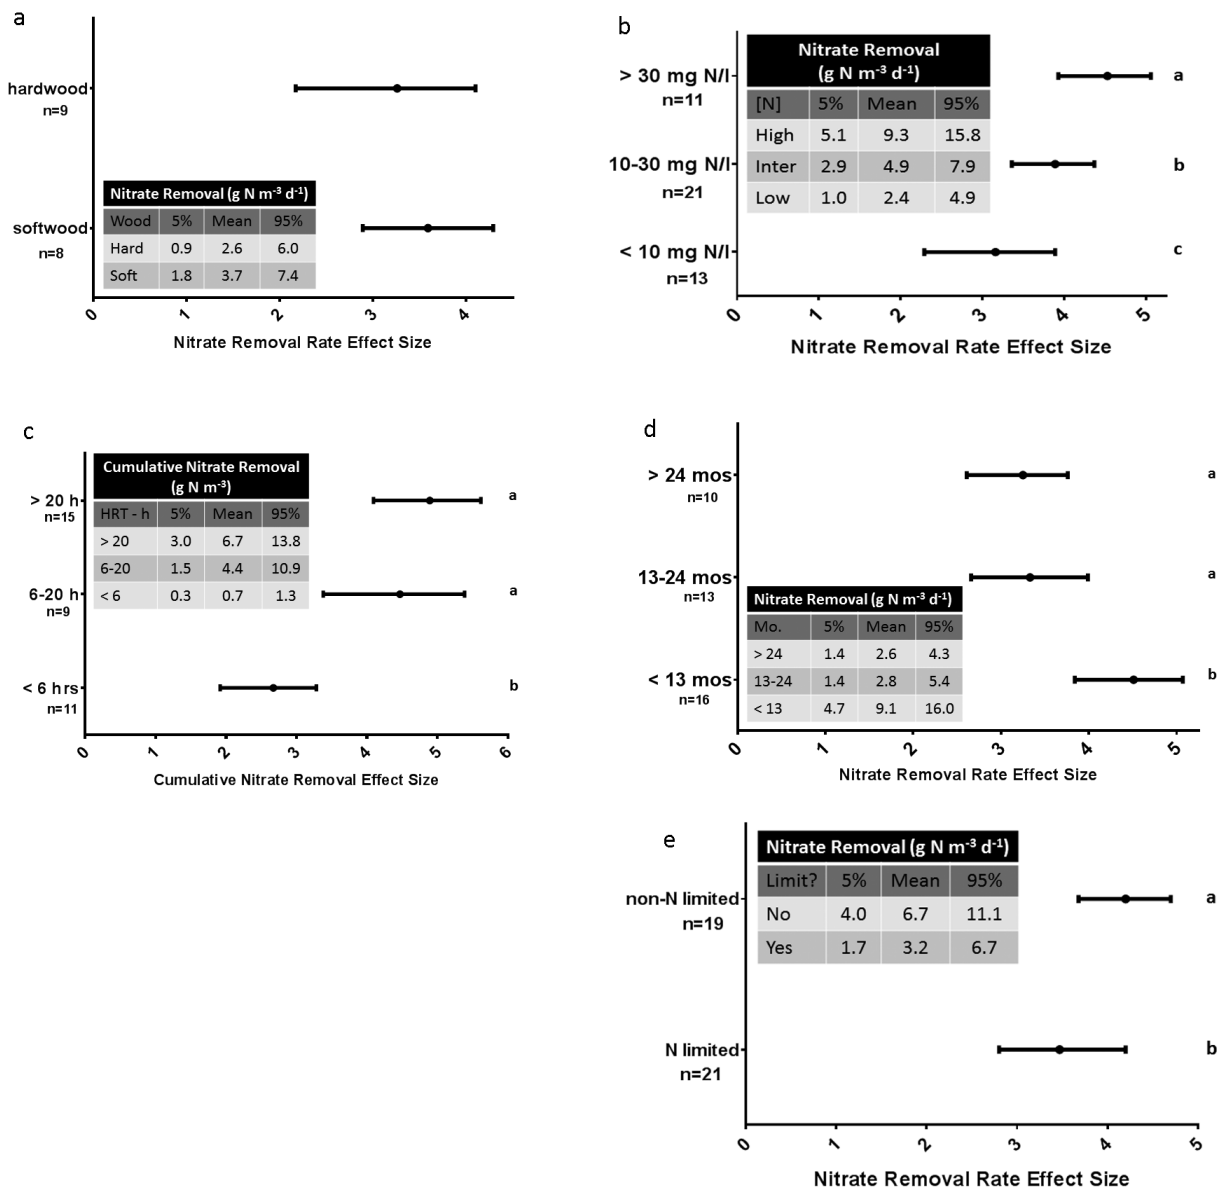 a
hardwood
n=9
softwood
n=8
Nitrate Removal (g N m⁻³ d⁻¹)
Wood 5% Mean 95%
Hard 0.9 2.6 6.0
Soft 1.8 3.7 7.4
0 1 2 3 4
Nitrate Removal Rate Effect Size
b
> 30 mg N/l
n=11
10-30 mg N/l
n=21
< 10 mg N/l
n=13
Nitrate Removal
(g N m⁻³ d⁻¹)
[N] 5% Mean 95%
High 5.1 9.3 15.8
Inter 2.9 4.9 7.9
Low 1.0 2.4 4.9
a
b
c
0 1 2 3 4 5
Nitrate Removal Rate Effect Size
c
> 20 h
n=15
6-20 h
n=9
< 6 hrs
n=11
Cumulative Nitrate Removal
(g N m⁻³)
HRT - h 5% Mean 95%
> 20 3.0 6.7 13.8
6-20 1.5 4.4 10.9
< 6 0.3 0.7 1.3
a
a
b
0 1 2 3 4 5 6
Cumulative Nitrate Removal Effect Size
d
> 24 mos
n=10
13-24 mos
n=13
< 13 mos
n=16
Nitrate Removal (g N m⁻³ d⁻¹)
Mo. 5% Mean 95%
> 24 1.4 2.6 4.3
13-24 1.4 2.8 5.4
< 13 4.7 9.1 16.0
a
a
b
0 1 2 3 4 5
Nitrate Removal Rate Effect Size
e
non-N limited
n=19
N limited
n=21
Nitrate Removal (g N m⁻³ d⁻¹)
Limit? 5% Mean 95%
No 4.0 6.7 11.1
Yes 1.7 3.2 6.7
a
b
0 1 2 3 4 5
Nitrate Removal Rate Effect Size